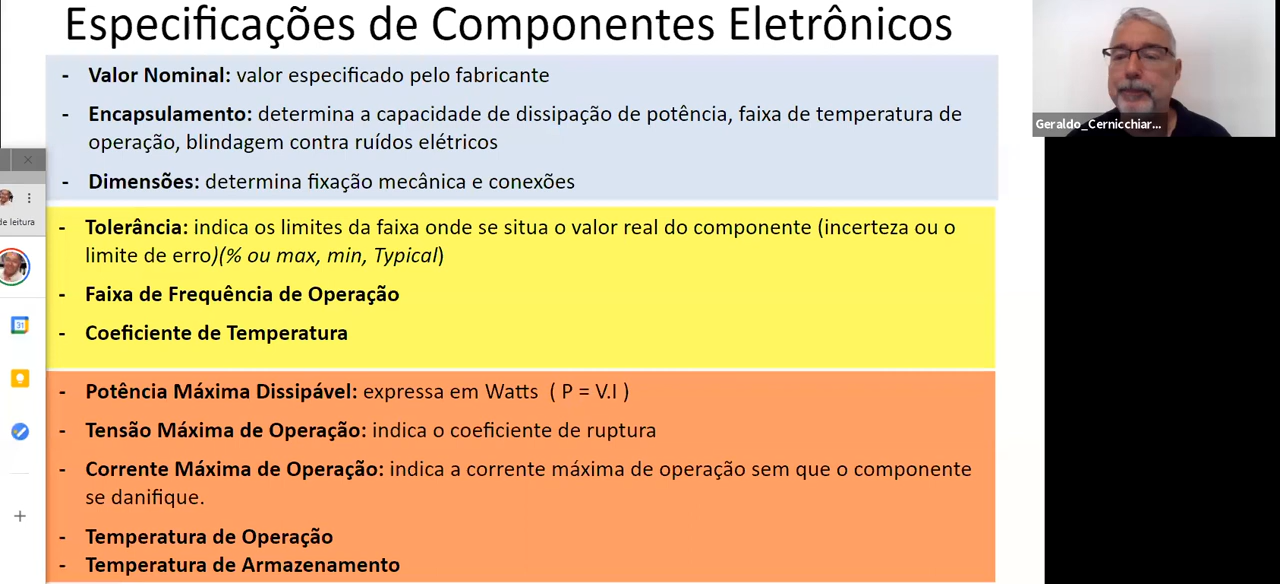 Especificações de Componentes Eletrônicos
- Valor Nominal: valor especificado pelo fabricante
- Encapsulamento: determina a capacidade de dissipação de potência, faixa de temperatura de
operação, blindagem contra ruídos elétricos
- Dimensões: determina fixação mecânica e conexões
- Tolerância: indica os limites da faixa onde se situa o valor real do componente (incerteza ou o
limite de erro)(% ou max, min, Typical)
- Faixa de Frequência de Operação
- Coeficiente de Temperatura
- Potência Máxima Dissipável: expressa em Watts ( P = V.I )
- Tensão Máxima de Operação: indica o coeficiente de ruptura
- Corrente Máxima de Operação: indica a corrente máxima de operação sem que o componente
se danifique.
- Temperatura de Operação
- Temperatura de Armazenamento
Geraldo_Cernicchiar...
de leitura
31